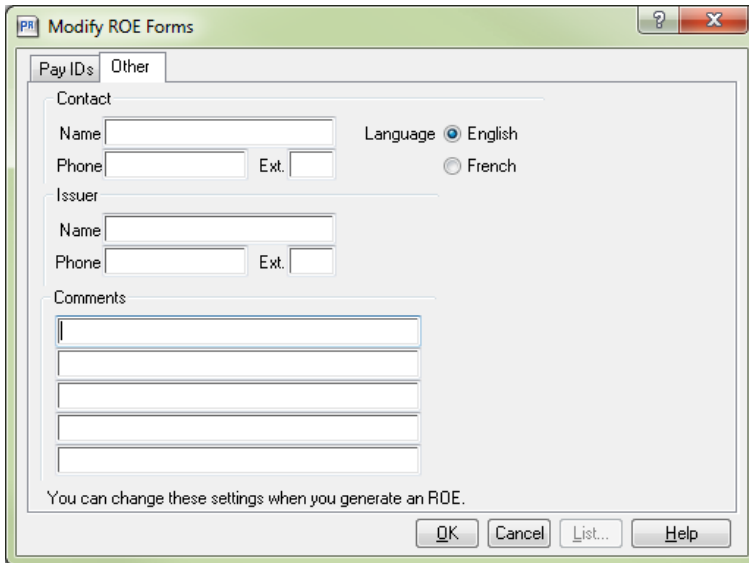 PR Modify ROE Forms ? X
Pay IDs Other
Contact
Name Language English
Phone Ext. French
Issuer
Name
Phone Ext.
Comments
You can change these settings when you generate an ROE.
OK Cancel List... Help